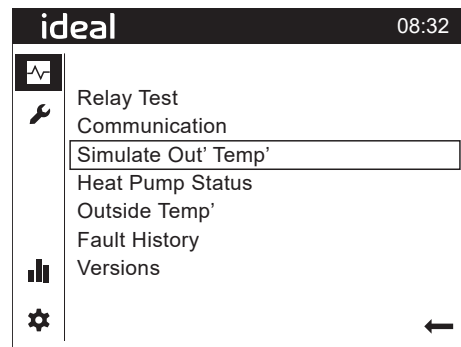 ideal 08:32
Relay Test
Communication
Simulate Out' Temp'
Heat Pump Status
Outside Temp'
Fault History
Versions